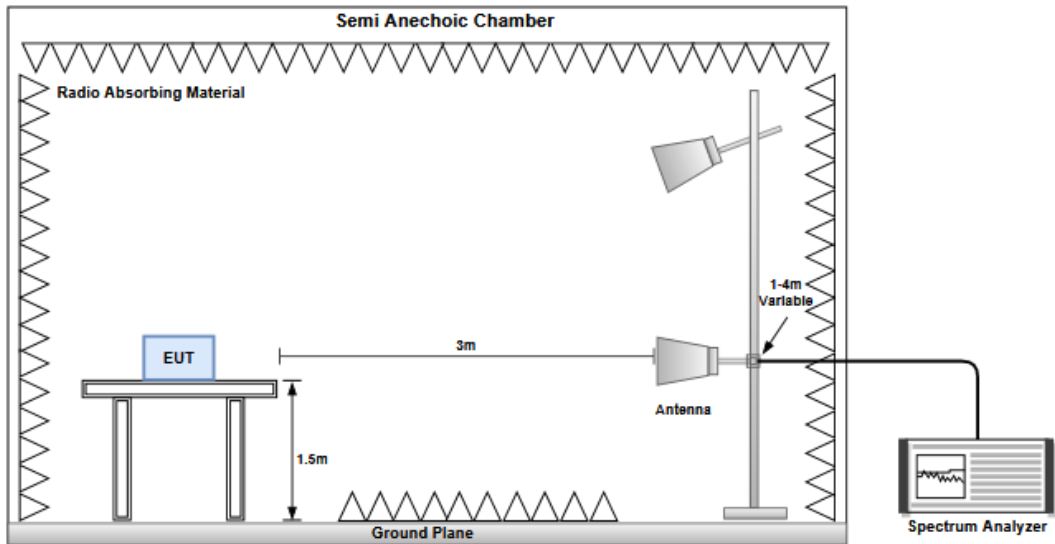 Semi Anechoic Chamber
Radio Absorbing Material
1-4m
Variable
3m
EUT
Antenna
1.5m
Ground Plane
Spectrum Analyzer